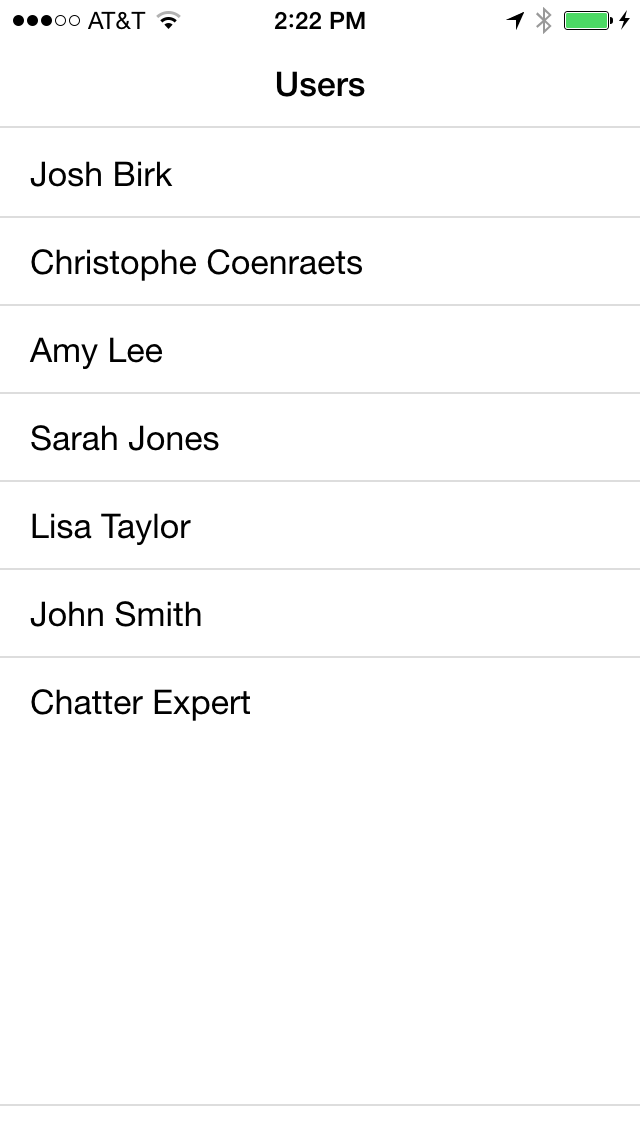 AT&T 2:22 PM
Users
Josh Birk
Christophe Coenraets
Amy Lee
Sarah Jones
Lisa Taylor
John Smith
Chatter Expert